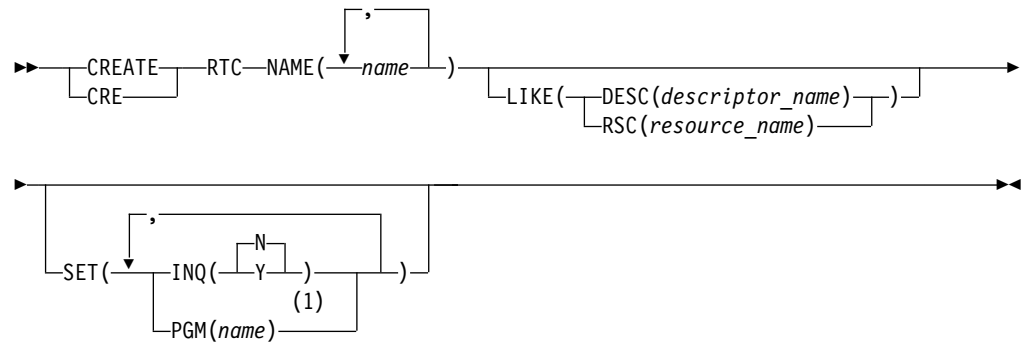 ,
CREATE RTC NAME( name )
CRE LIKE( DESC(descriptor_name) )
RSC(resource_name)
,
N
SET( INQ( Y ) )
(1)
PGM(name)